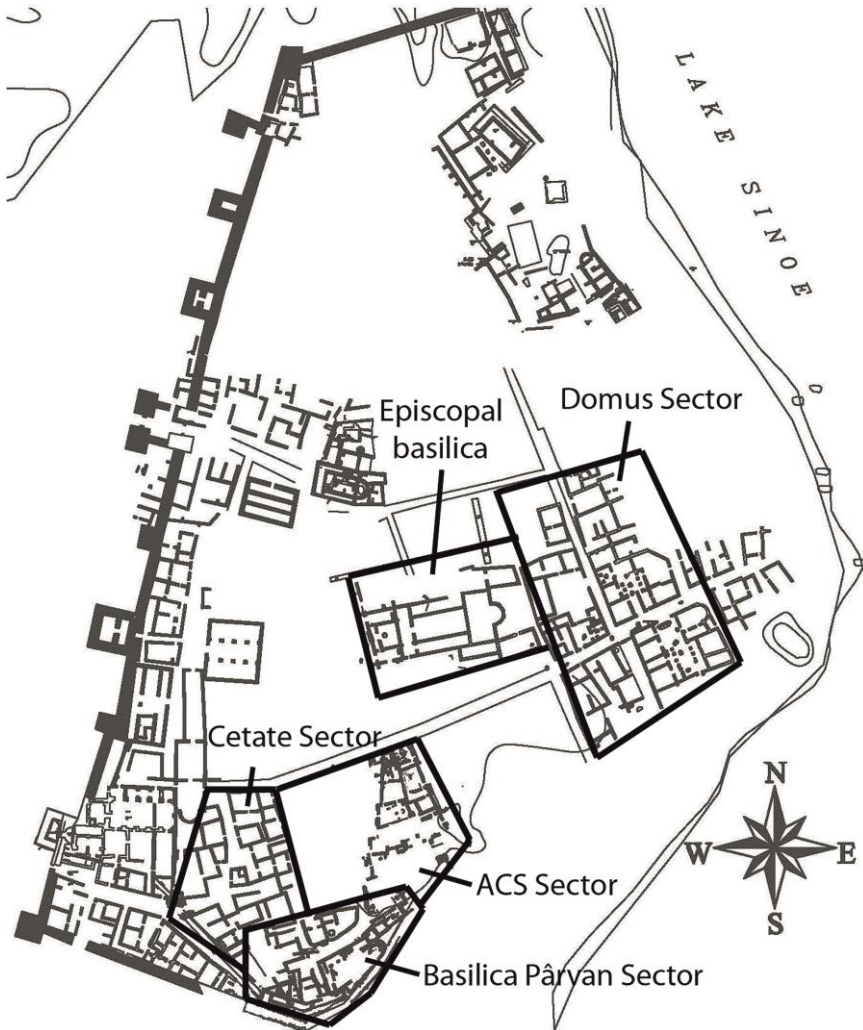 LAKE SINOE
Episcopal
basilica
Domus Sector
Cetate Sector
N
W
E
S
ACS Sector
Basilica Pârvan Sector